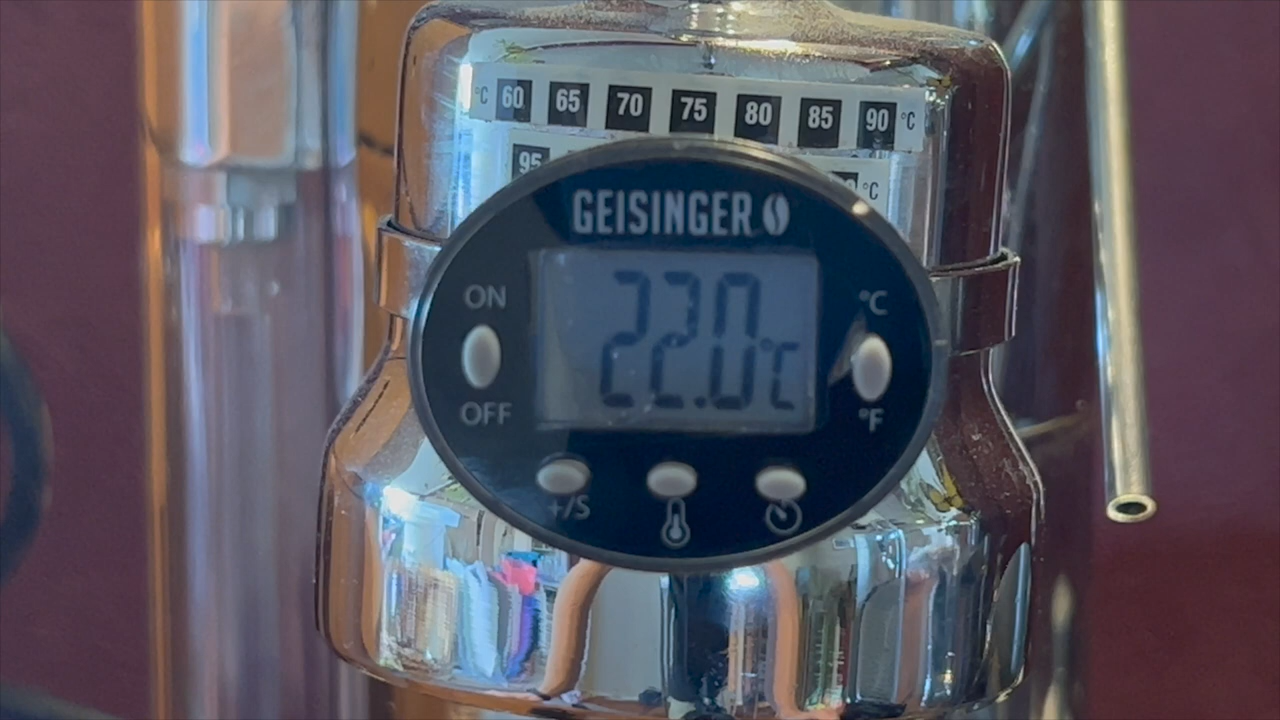 °C 60 65 70 75 80 85 90 °C
95 °C
GEISINGER
ON
OFF
22.0°C
°C
°F
+/S